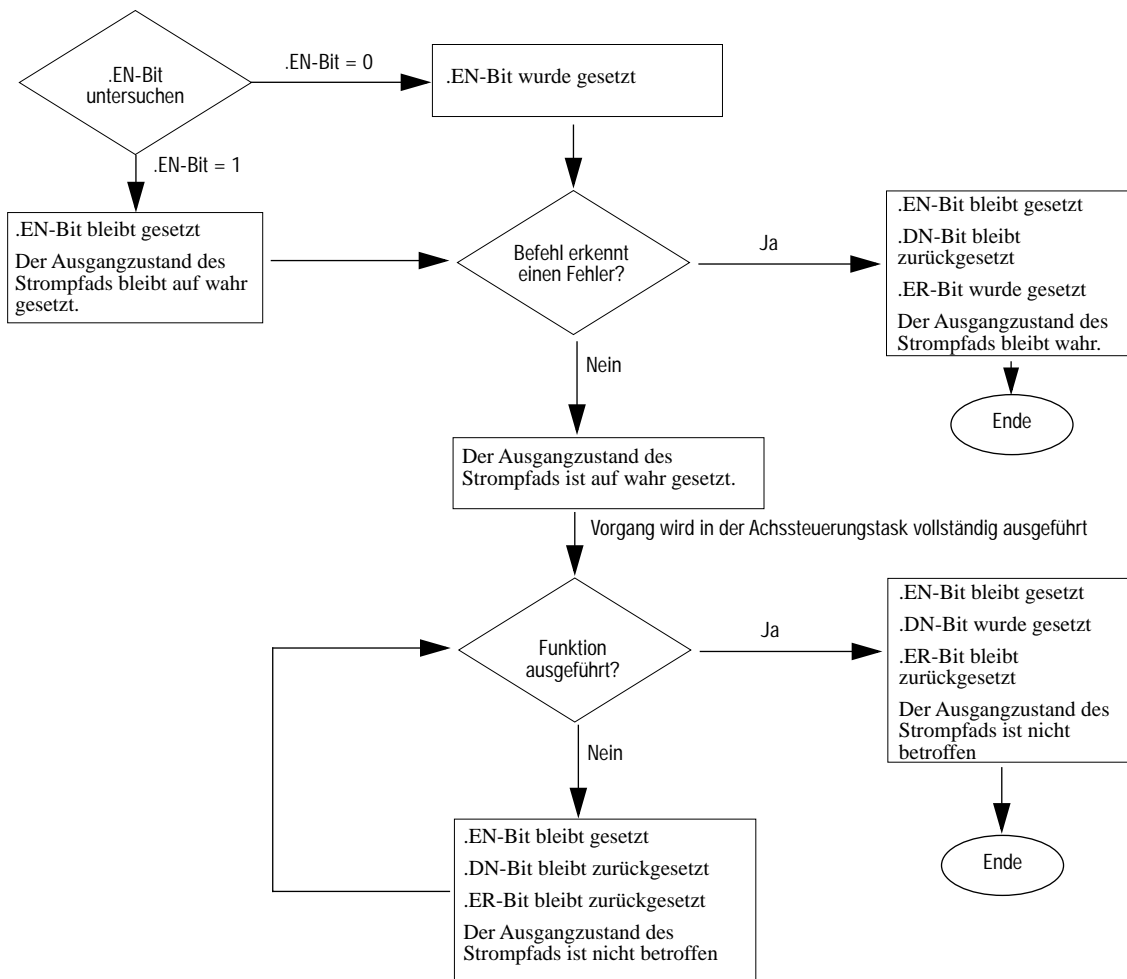 .EN-Bit
untersuchen
.EN-Bit = 0
.EN-Bit wurde gesetzt
.EN-Bit = 1
.EN-Bit bleibt gesetzt
Der Ausgangzustand des
Strompfads bleibt auf wahr
gesetzt.
Befehl erkennt
einen Fehler?
Ja
.EN-Bit bleibt gesetzt
.DN-Bit bleibt
zurückgesetzt
.ER-Bit wurde gesetzt
Der Ausgangzustand des
Strompfads bleibt wahr.
Ende
Nein
Der Ausgangzustand des
Strompfads ist auf wahr gesetzt.
Vorgang wird in der Achssteuerungstask vollständig ausgeführt
Funktion
ausgeführt?
Ja
.EN-Bit bleibt gesetzt
.DN-Bit wurde gesetzt
.ER-Bit bleibt
zurückgesetzt
Der Ausgangzustand des
Strompfads ist nicht
betroffen
Ende
Nein
.EN-Bit bleibt gesetzt
.DN-Bit bleibt zurückgesetzt
.ER-Bit bleibt zurückgesetzt
Der Ausgangzustand des
Strompfads ist nicht betroffen